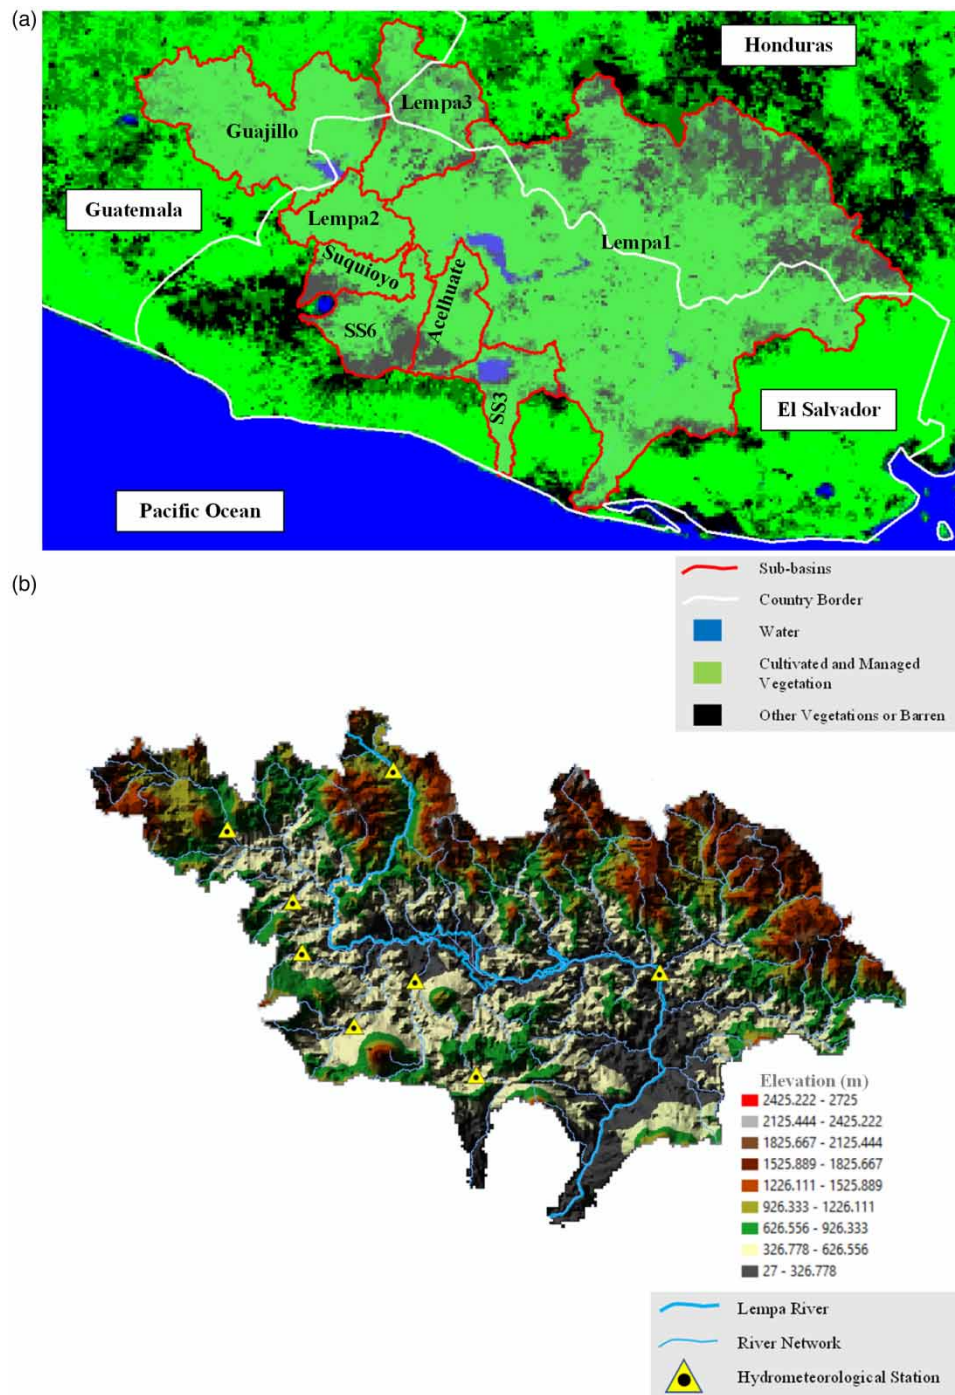 (a)
Honduras
Lempa3
Guajillo
Guatemala
Lempa2
Lempa1
Suquioyo
Acelhuate
SS6
SS3
El Salvador
Pacific Ocean
Sub-basins
Country Border
Water
Cultivated and Managed
Vegetation
Other Vegetations or Barren
(b)
Elevation (m)
2425.222 - 2725
2125.444 - 2425.222
1825.667 - 2125.444
1525.889 - 1825.667
1226.111 - 1525.889
926.333 - 1226.111
626.556 - 926.333
326.778 - 626.556
27 - 326.778
Lempa River
River Network
Hydrometeorological Station